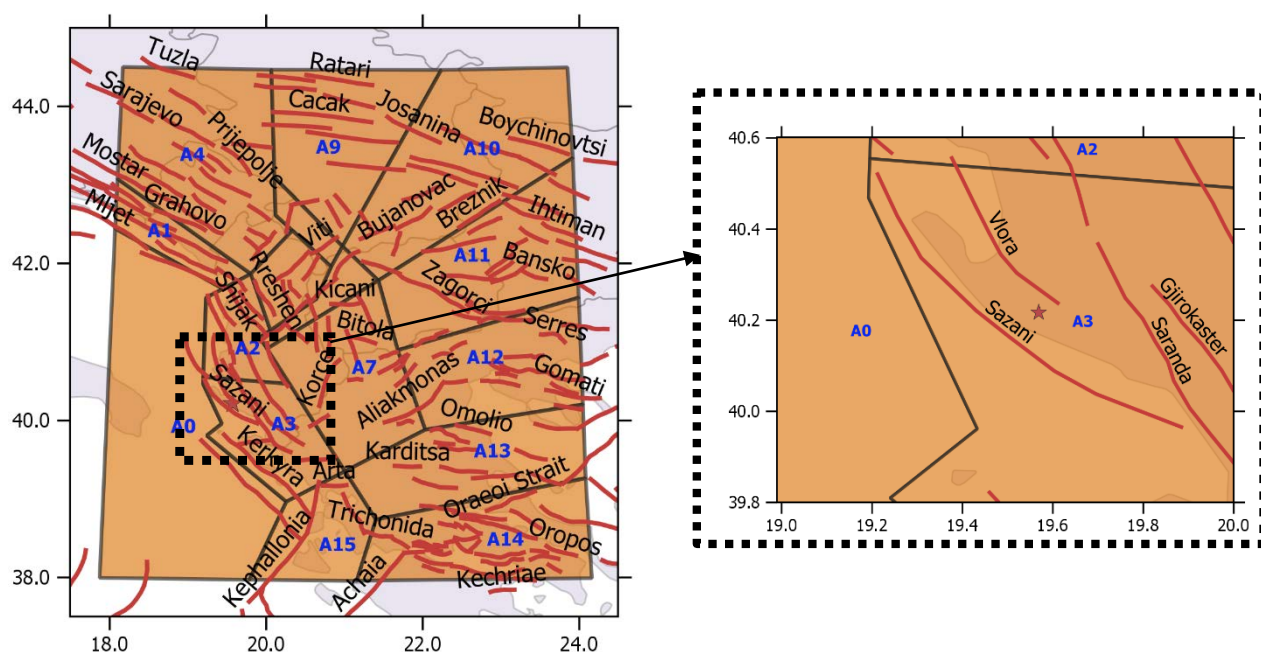 Tuzla
Ratari
44.0
Sarajevo
Cacak
Josanina
Boychinovtsi
Prijepolje
A4
A9
A10
Mostar
Grahovo
Mljet
A1
Viti
Bujanovac
Breznik
Ihtiman
42.0
A11
Bansko
Shijak
Rreshen
Kicani
Zagorci
Bitola
Serres
A2
Korce
A7
A12
Gomati
Sazani
Aliakmonas
40.0
A0
A3
Omolio
Kerkyra
Arta
Karditsa
A13
Oraeoi Strait
Trichonida
Kephallonia
A15
A14
Oropos
38.0
Achaia
Kechriae
18.0
20.0
22.0
24.0
40.6
A2
40.4
Vlora
Gjirokaster
40.2
A0
Sazani
A3
Saranda
40.0
39.8
19.0
19.2
19.4
19.6
19.8
20.0